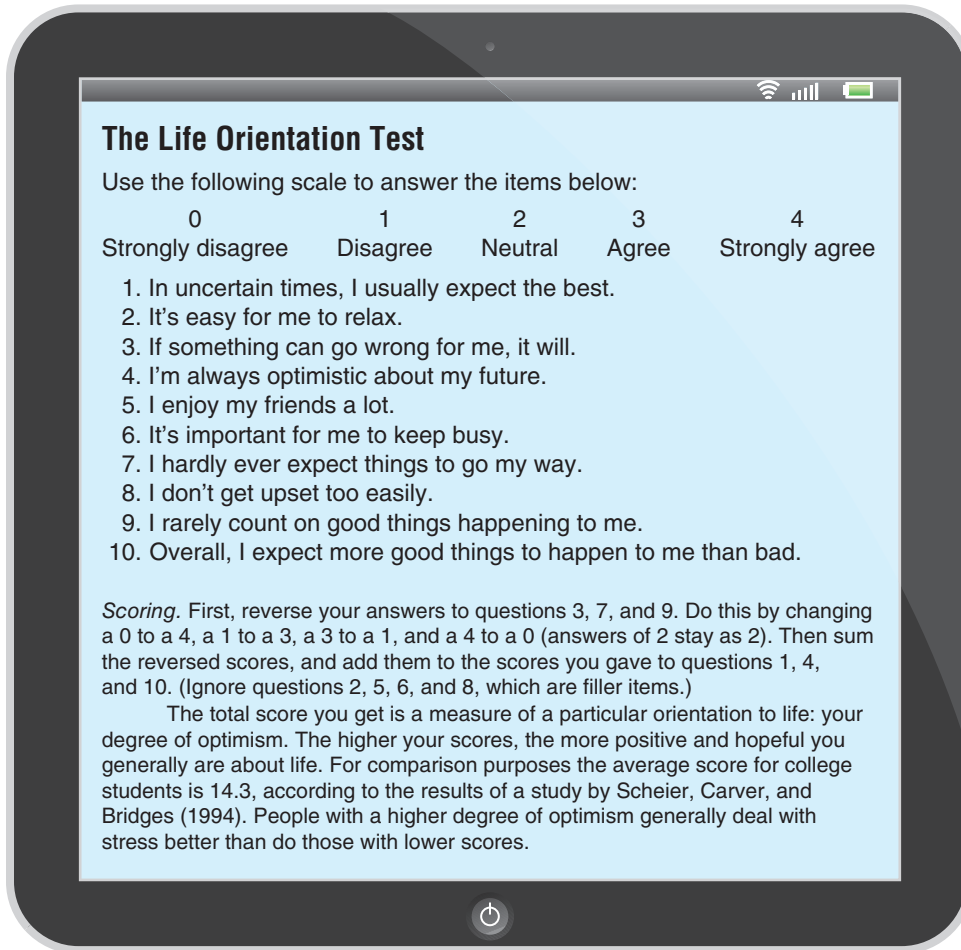 The Life Orientation Test
Use the following scale to answer the items below:
0 1 2 3 4
Strongly disagree Disagree Neutral Agree Strongly agree
1. In uncertain times, I usually expect the best.
2. It's easy for me to relax.
3. If something can go wrong for me, it will.
4. I'm always optimistic about my future.
5. I enjoy my friends a lot.
6. It's important for me to keep busy.
7. I hardly ever expect things to go my way.
8. I don't get upset too easily.
9. I rarely count on good things happening to me.
10. Overall, I expect more good things to happen to me than bad.
Scoring. First, reverse your answers to questions 3, 7, and 9. Do this by changing
a 0 to a 4, a 1 to a 3, a 3 to a 1, and a 4 to a 0 (answers of 2 stay as 2). Then sum
the reversed scores, and add them to the scores you gave to questions 1, 4,
and 10. (Ignore questions 2, 5, 6, and 8, which are filler items.)
The total score you get is a measure of a particular orientation to life: your
degree of optimism. The higher your scores, the more positive and hopeful you
generally are about life. For comparison purposes the average score for college
students is 14.3, according to the results of a study by Scheier, Carver, and
Bridges (1994). People with a higher degree of optimism generally deal with
stress better than do those with lower scores.